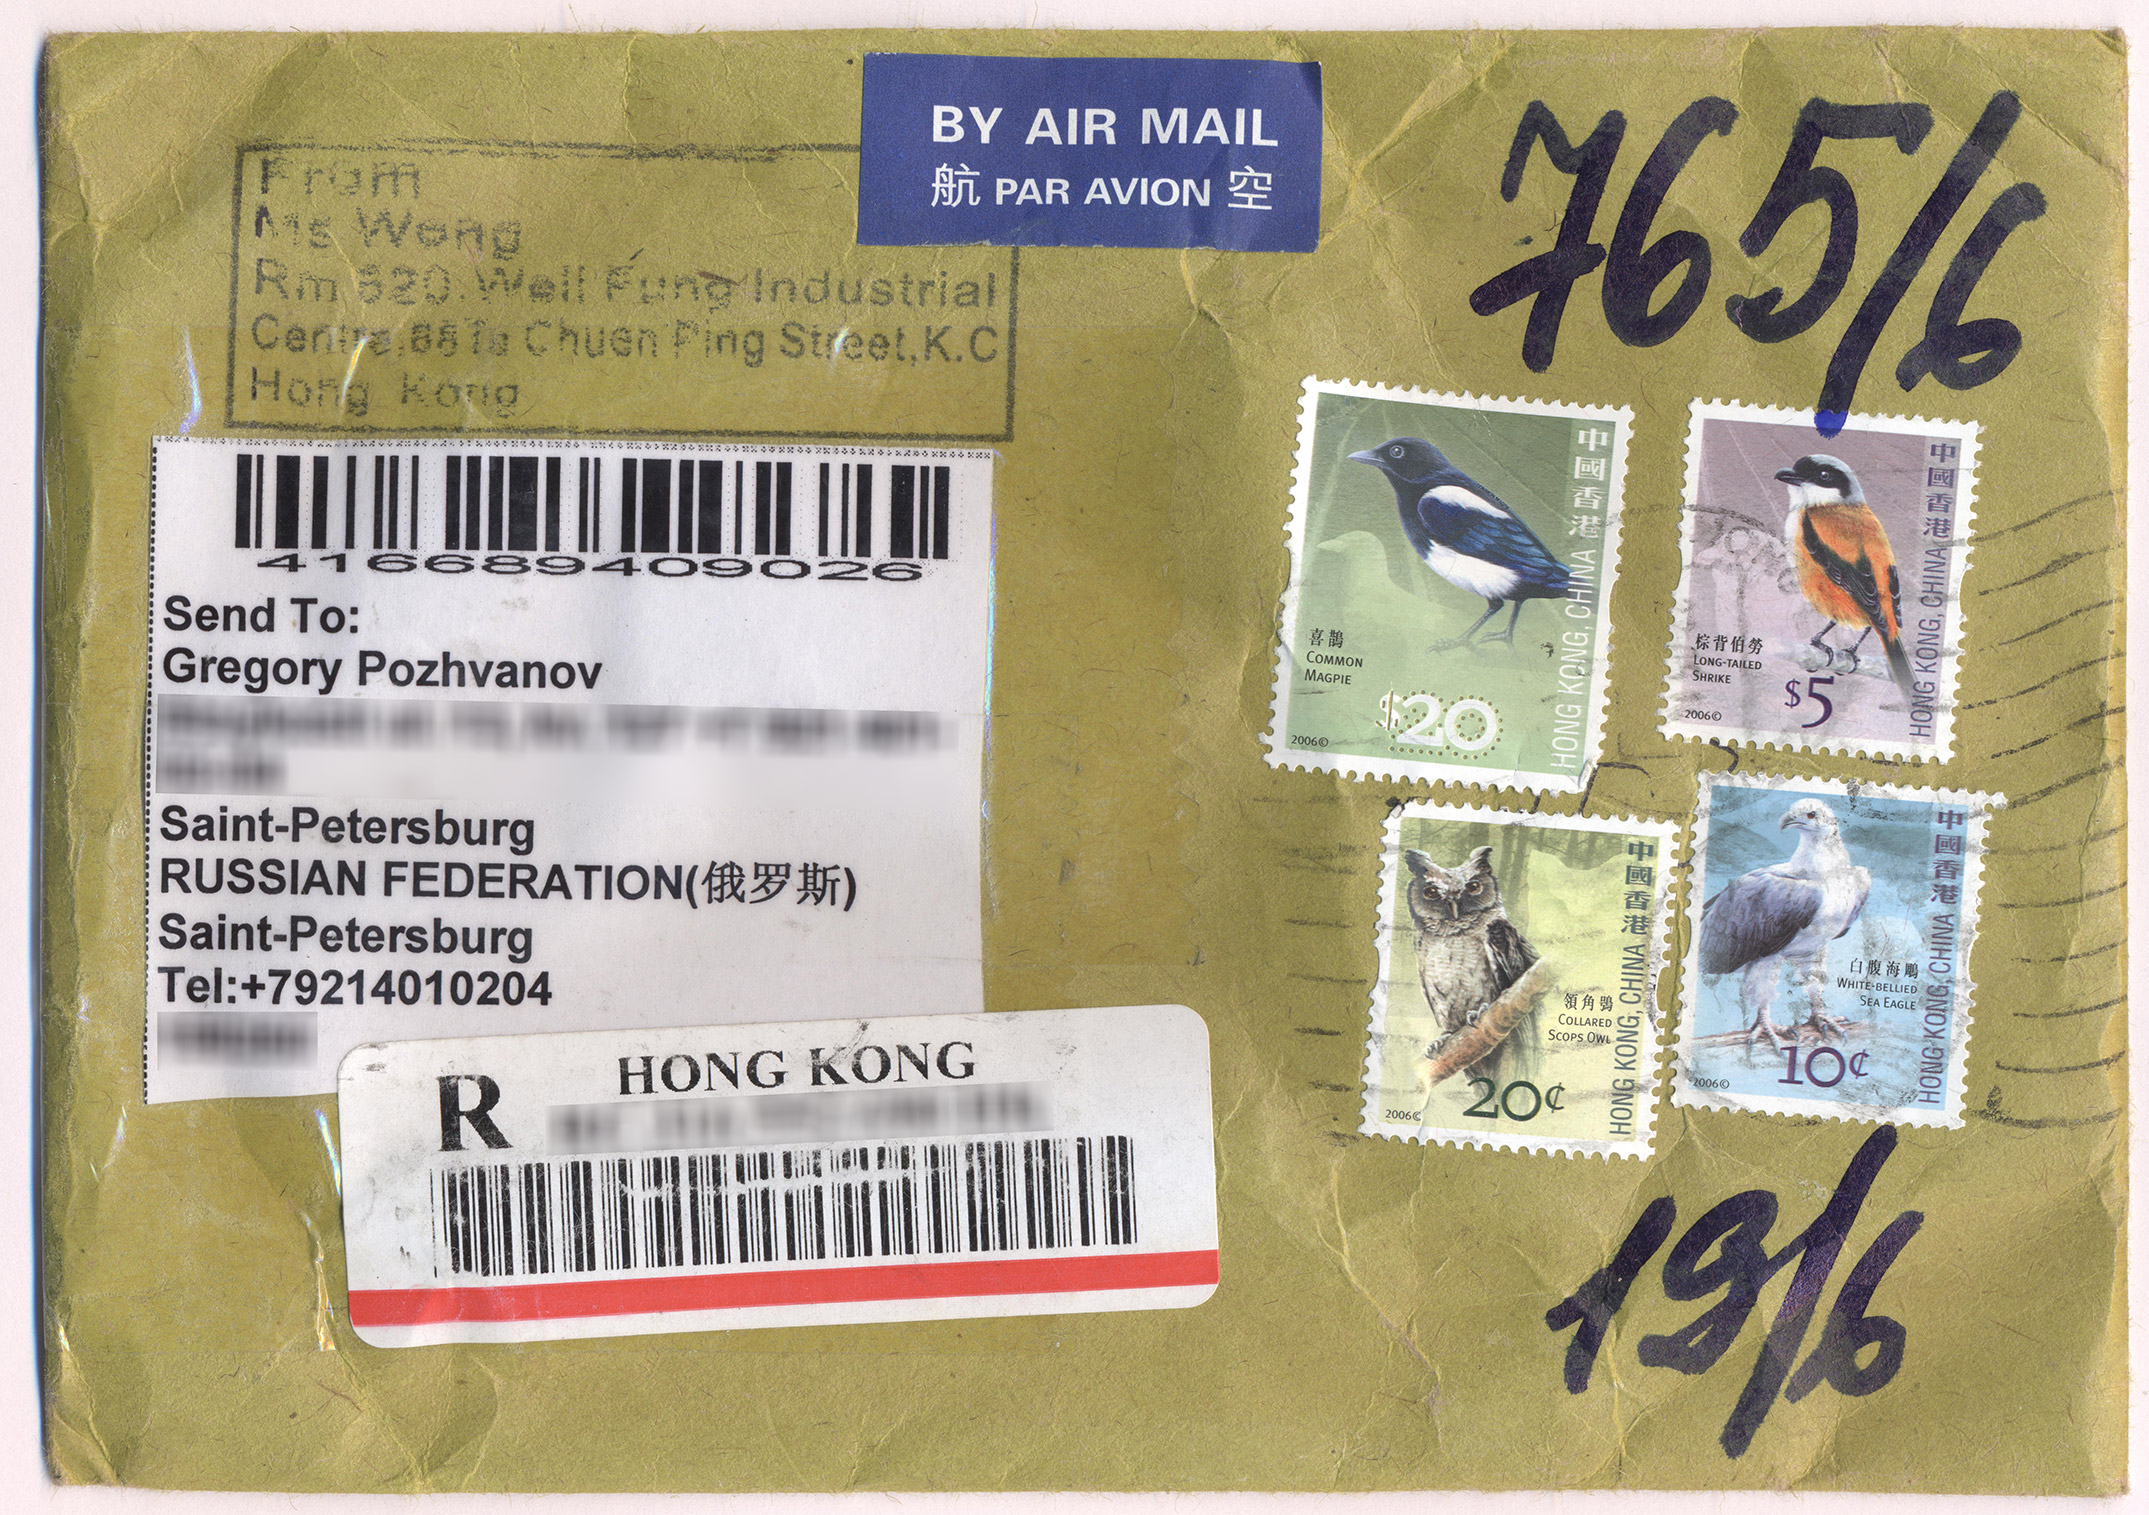 BY AIR MAIL
航 PAR AVION 空
765/6
From
Ms Wong
Rm 620. Well Fung Industrial
Centre, Ta Chuen Ping Street,K.C
Hong Kong
416689409026
Send To:
Gregory Pozhvanov
Saint-Petersburg
RUSSIAN FEDERATION(俄罗斯)
Saint-Petersburg
Tel:+79214010204
R HONG KONG
中國香港
HONG KONG, CHINA
喜鵲
COMMON
MAGPIE
$20
2006©
中國香港
HONG KONG, CHINA
棕背伯勞
LONG-TAILED
SHRIKE
$5
2006©
中國香港
HONG KONG, CHINA
領角鴞
COLLARED
SCOPS OWL
20¢
2006©
中國香港
HONG KONG, CHINA
白腹海鵰
WHITE-BELLIED
SEA EAGLE
10¢
2006©
19/6